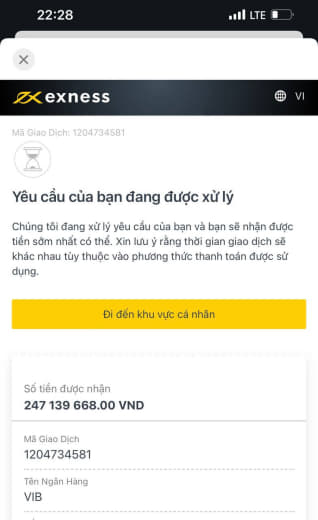 22:28
LTE
exness
VI
Mã Giao Dịch: 1204734581
Yêu cầu của bạn đang được xử lý
Chúng tôi đang xử lý yêu cầu của bạn và bạn sẽ nhận được
tiền sớm nhất có thể. Xin lưu ý rằng thời gian giao dịch sẽ
khác nhau tùy thuộc vào phương thức thanh toán được sử
dụng.
Đi đến khu vực cá nhân
Số tiền được nhận
247 139 668.00 VND
Mã Giao Dịch
1204734581
Tên Ngân Hàng
VIB